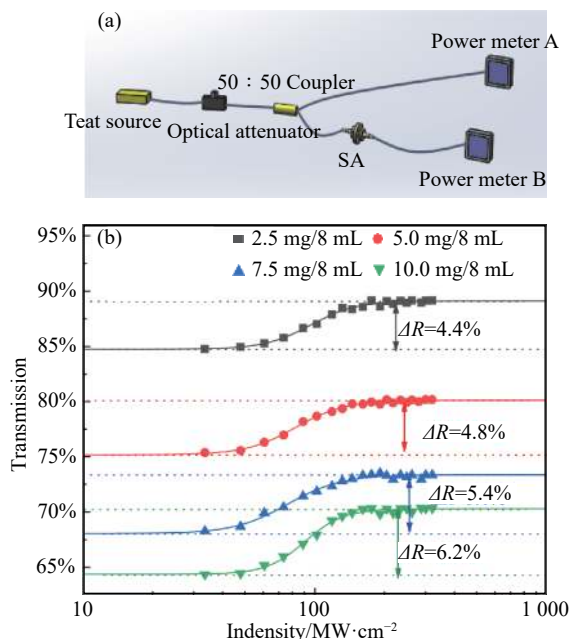 (a)
Power meter A
50：50 Coupler
Teat source
Optical attenuator
SA
Power meter B
(b)
95%
90%
85%
80%
75%
70%
65%
Transmission
2.5 mg/8 mL
5.0 mg/8 mL
7.5 mg/8 mL
10.0 mg/8 mL
ΔR=4.4%
ΔR=4.8%
ΔR=5.4%
ΔR=6.2%
10
100
1 000
Indensity/MW·cm⁻²